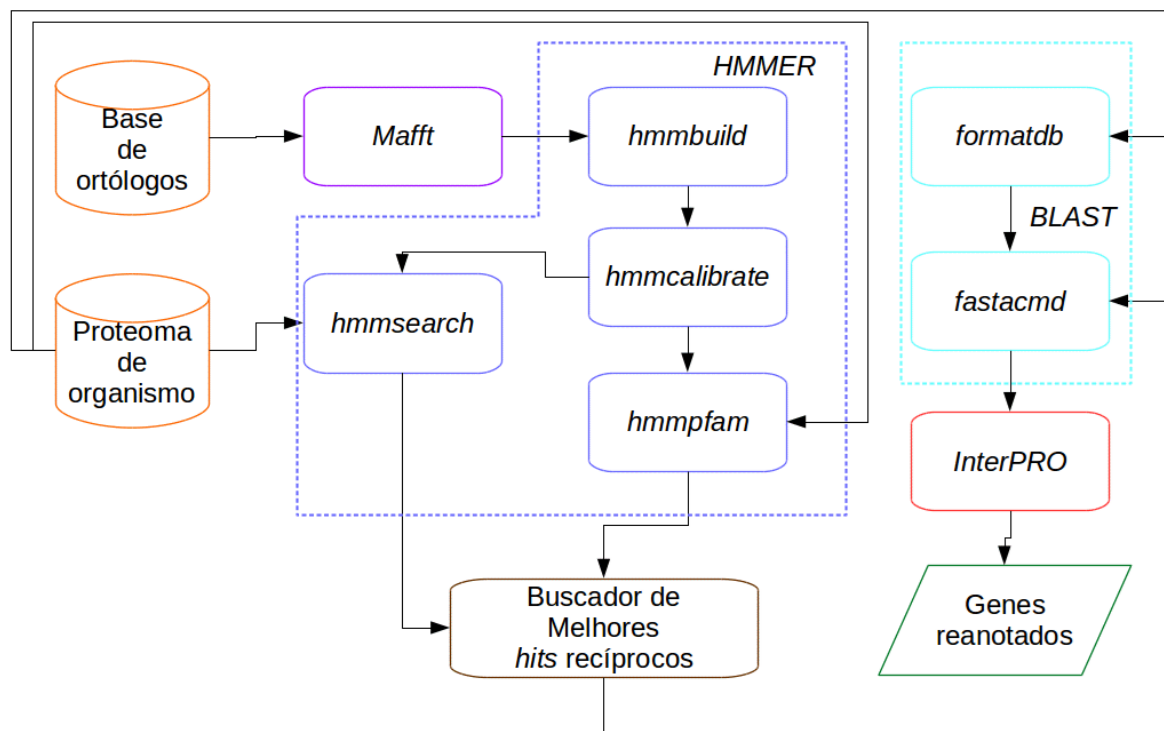 HMMER
Base
de
ortólogos
Mafft
hmmbuild
formatdb
BLAST
hmmcalibrate
fastacmd
Proteoma
de
organismo
hmmsearch
hmmpfam
InterPRO
Buscador de
Melhores
hits recíprocos
Genes
reanotados